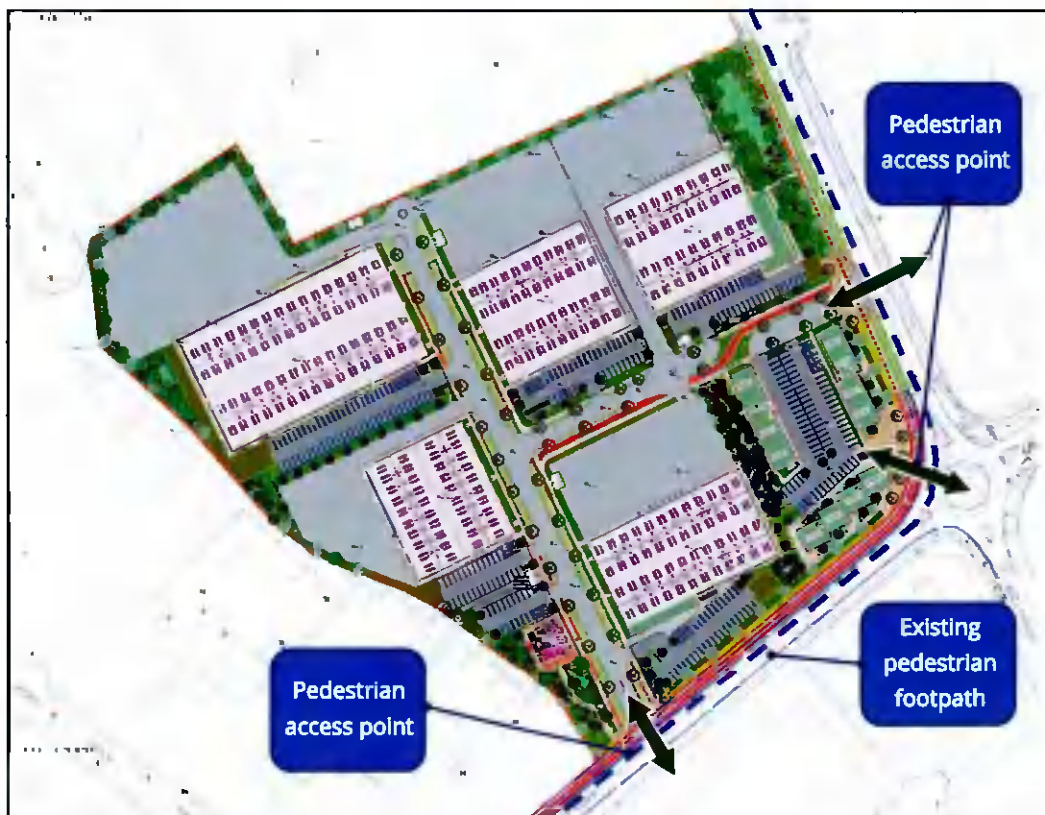 Pedestrian
access point
Existing
pedestrian
footpath
Pedestrian
access point